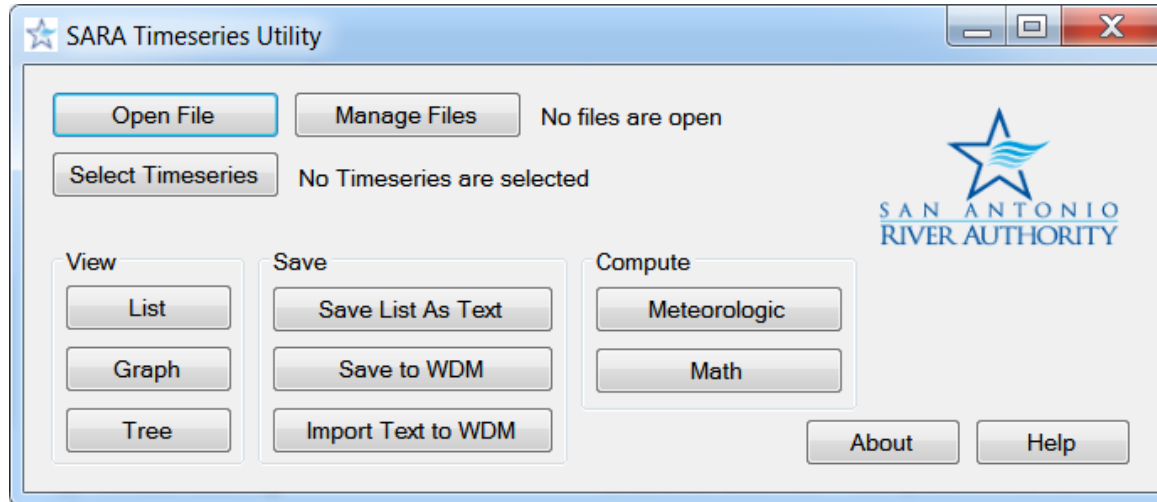 SARA Timeseries Utility
Open File
Manage Files
No files are open
Select Timeseries
No Timeseries are selected
SAN ANTONIO
RIVER AUTHORITY
View
List
Graph
Tree
Save
Save List As Text
Save to WDM
Import Text to WDM
Compute
Meteorologic
Math
About
Help